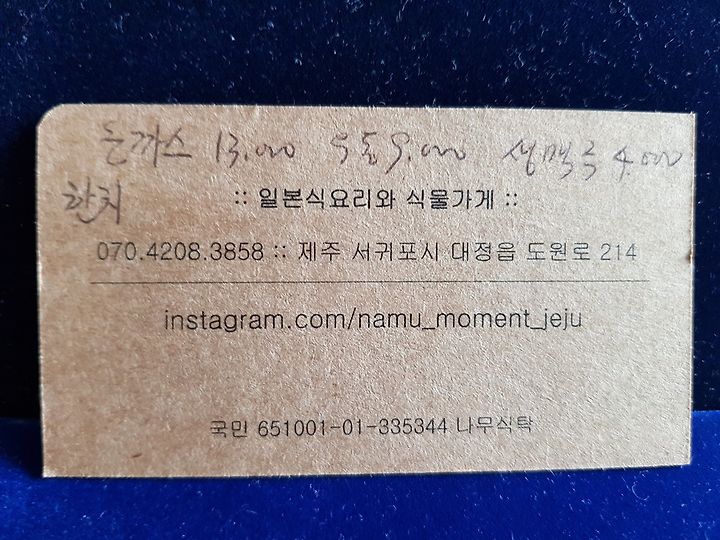 돈까스 13.000 우동 9.000 생맥주 4.000
한치
:: 일본식요리와 식물가게 ::
070.4208.3858 :: 제주 서귀포시 대정읍 도원로 214
instagram.com/namu_moment_jeju
국민 651001-01-335344 나무식탁